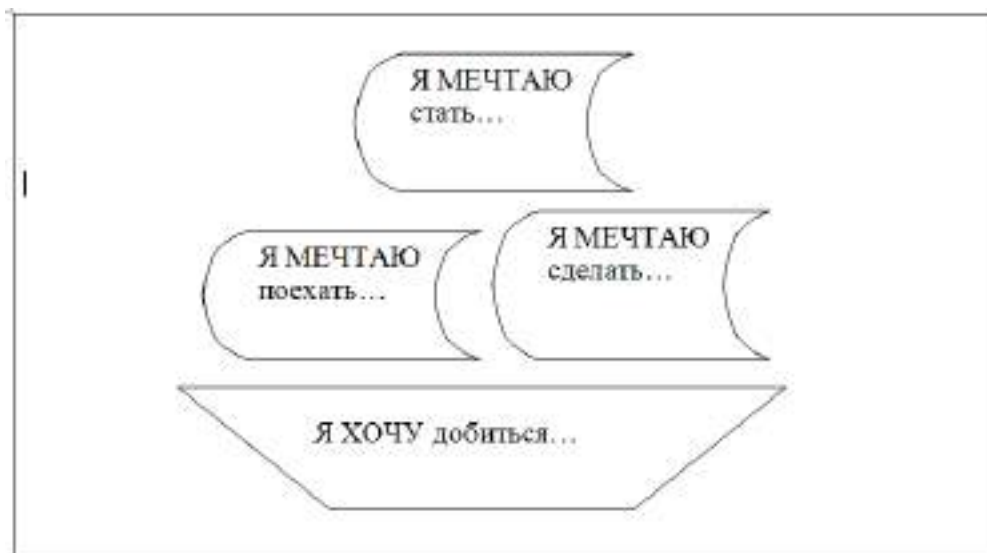 Я МЕЧТАЮ
стать…
Я МЕЧТАЮ
поехать…
Я МЕЧТАЮ
сделать…
Я ХОЧУ добиться…